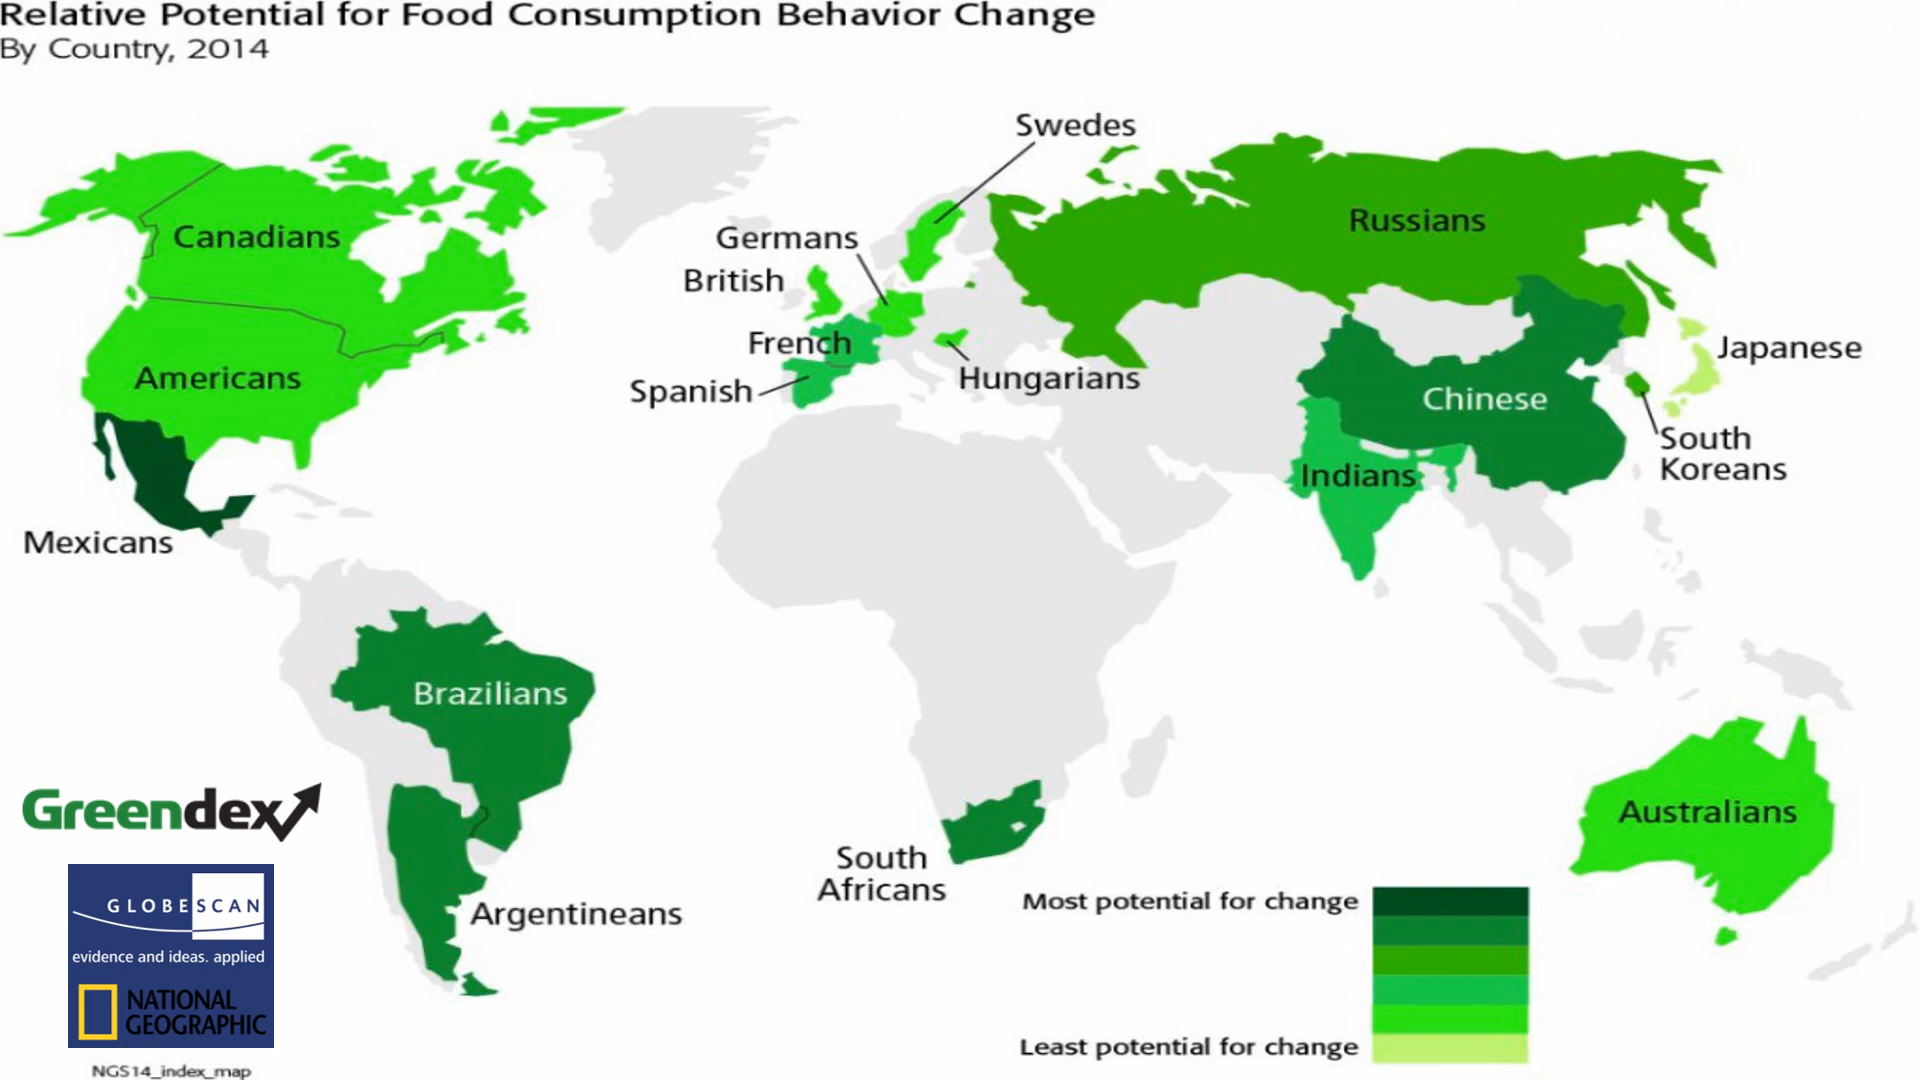 Relative Potential for Food Consumption Behavior Change
By Country, 2014
Swedes
Canadians
Russians
Germans
British
French
Japanese
Americans
Spanish
Hungarians
Chinese
South
Koreans
Indians
Mexicans
Brazilians
Greendex
Australians
South
Africans
Argentineans
Most potential for change
Least potential for change
GLOBESCAN
evidence and ideas. applied
NATIONAL
GEOGRAPHIC
NGS14_index_map